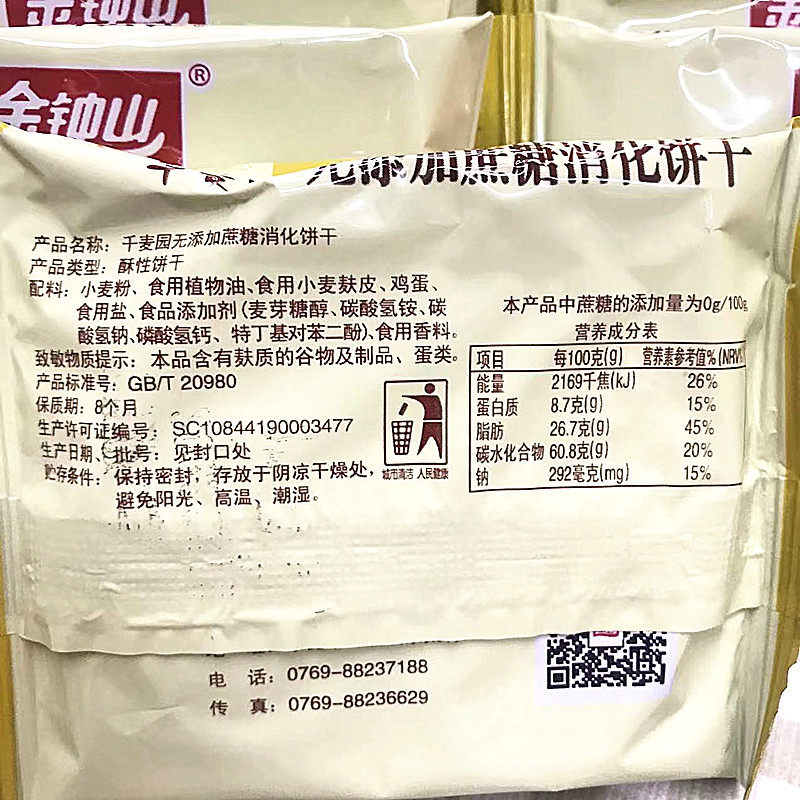 金钟山
金钟山®
无添加蔗糖消化饼干
产品名称：千麦园无添加蔗糖消化饼干
产品类型：酥性饼干
配料：小麦粉、食用植物油、食用小麦麸皮、鸡蛋、
食用盐、食品添加剂（麦芽糖醇、碳酸氢铵、碳
酸氢钠、磷酸氢钙、特丁基对苯二酚）、食用香料。
致敏物质提示：本品含有麸质的谷物及制品、蛋类。
产品标准号：GB/T 20980
保质期：8个月
生产许可证编号：SC10844190003477
生产日期、批号：见封口处
贮存条件：保持密封，存放于阴凉干燥处，
避免阳光、高温、潮湿。
城市清洁 人民健康
本产品中蔗糖的添加量为0g/100g
营养成分表
项目 每100克(g) 营养素参考值%(NRV)
能量 2169千焦(kJ) 26%
蛋白质 8.7克(g) 15%
脂肪 26.7克(g) 45%
碳水化合物 60.8克(g) 20%
钠 292毫克(mg) 15%
电 话：0769-88237188
传 真：0769-88236629